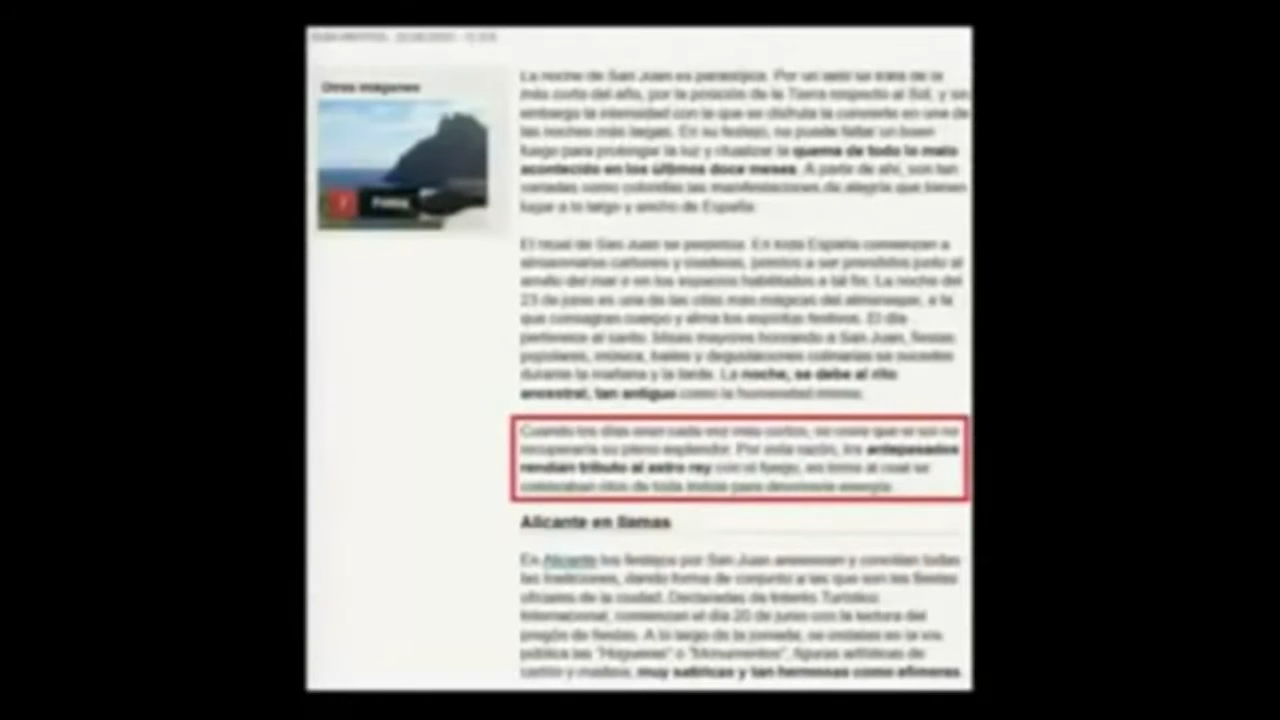 Otras imágenes
La noche de San Juan es paradójica. Por un lado se trata de la
más corta del año, por la posición de la Tierra respecto al Sol, y sin
embargo la intensidad con la que se disfruta la convierte en una de
las noches más largas. En su festejo, no puede faltar un buen
fuego para prolongar la luz y ritualizar la quema de todo lo malo
acontecido en los últimos doce meses. A partir de ahí, son tan
variadas como coloridas las manifestaciones de alegría que tienen
lugar a lo largo y ancho de España.
El ritual de San Juan se perpetúa. En toda España comienzan a
amontonarse cartones y maderas, prestos a ser prendidos junto al
arrullo del mar o en los espacios habilitados a tal fin. La noche del
23 de junio es una de las citas más mágicas del almanaque, a la
que consagran cuerpo y alma los espíritus festivos. El día
pertenece al santo. Misas mayores honrando a San Juan, fiestas
populares, música, bailes y degustaciones culinarias se suceden
durante la mañana y la tarde. La noche, se debe al rito
ancestral, tan antiguo como la humanidad misma.
Cuando los días eran cada vez más cortos, se creía que el sol no
recuperaría su pleno esplendor. Por esta razón, los antepasados
rendían tributo al astro rey con el fuego, en torno al cual se
celebraban ritos de toda índole para devolverle energía.
Alicante en llamas
En Alicante los festejos por San Juan atraviesan y concitan todas
las tradiciones, dando forma de conjunto a las que son las fiestas
oficiales de la ciudad. Declaradas de Interés Turístico
Internacional, comienzan el día 20 de junio con la lectura del
pregón de fiestas. A lo largo de la jornada, se instalan en la vía
pública las "Hogueras" o "Monumentos", figuras artísticas de
cartón y madera, muy satíricas y tan hermosas como efímeras.